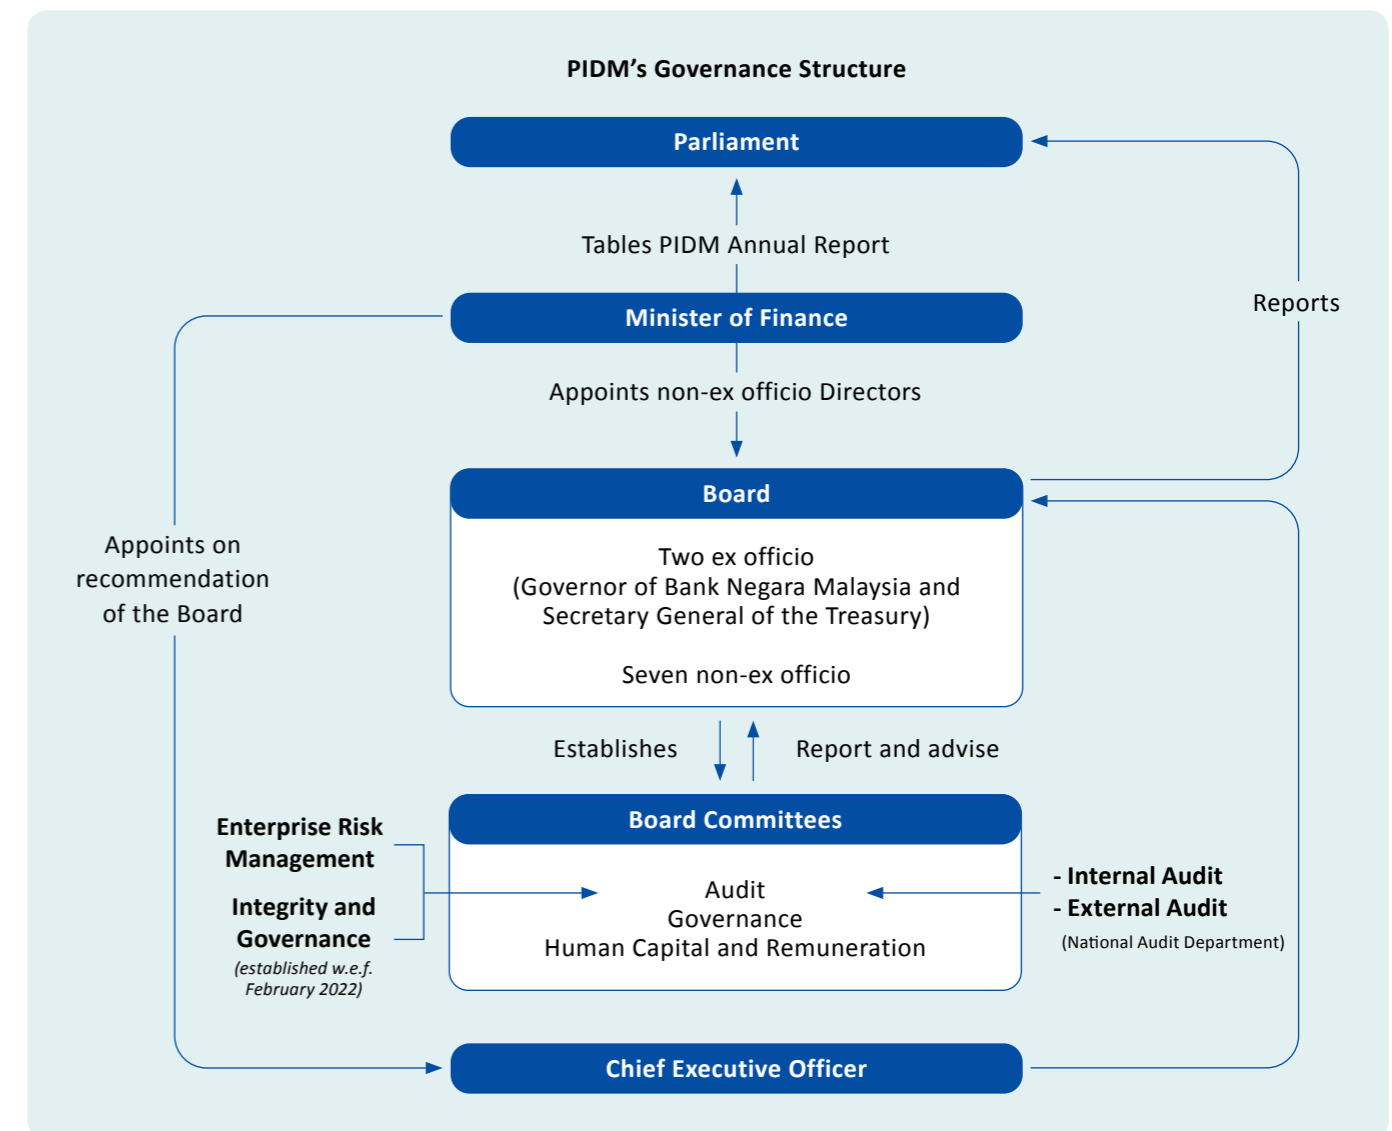 PIDM’s Governance Structure
Parliament
Tables PIDM Annual Report
Reports
Minister of Finance
Appoints non-ex officio Directors
Board
Two ex officio
(Governor of Bank Negara Malaysia and
Secretary General of the Treasury)
Seven non-ex officio
Appoints on
recommendation
of the Board
Establishes
Report and advise
Board Committees
Audit
Governance
Human Capital and Remuneration
Enterprise Risk
Management
Integrity and
Governance
(established w.e.f.
February 2022)
- Internal Audit
- External Audit
(National Audit Department)
Chief Executive Officer